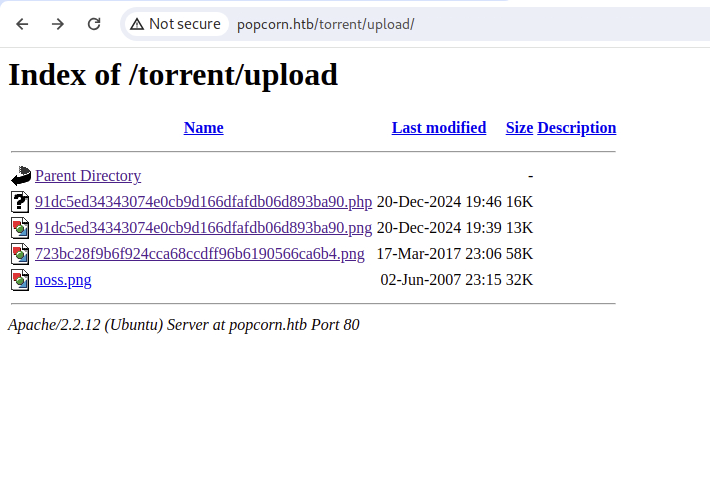 Not secure popcorn.htb/torrent/upload/
Index of /torrent/upload
Name Last modified Size Description
Parent Directory -
91dc5ed34343074e0cb9d166dfafdb06d893ba90.php 20-Dec-2024 19:46 16K
91dc5ed34343074e0cb9d166dfafdb06d893ba90.png 20-Dec-2024 19:39 13K
723bc28f9b6f924cca68ccdff96b6190566ca6b4.png 17-Mar-2017 23:06 58K
noss.png 02-Jun-2007 23:15 32K
Apache/2.2.12 (Ubuntu) Server at popcorn.htb Port 80